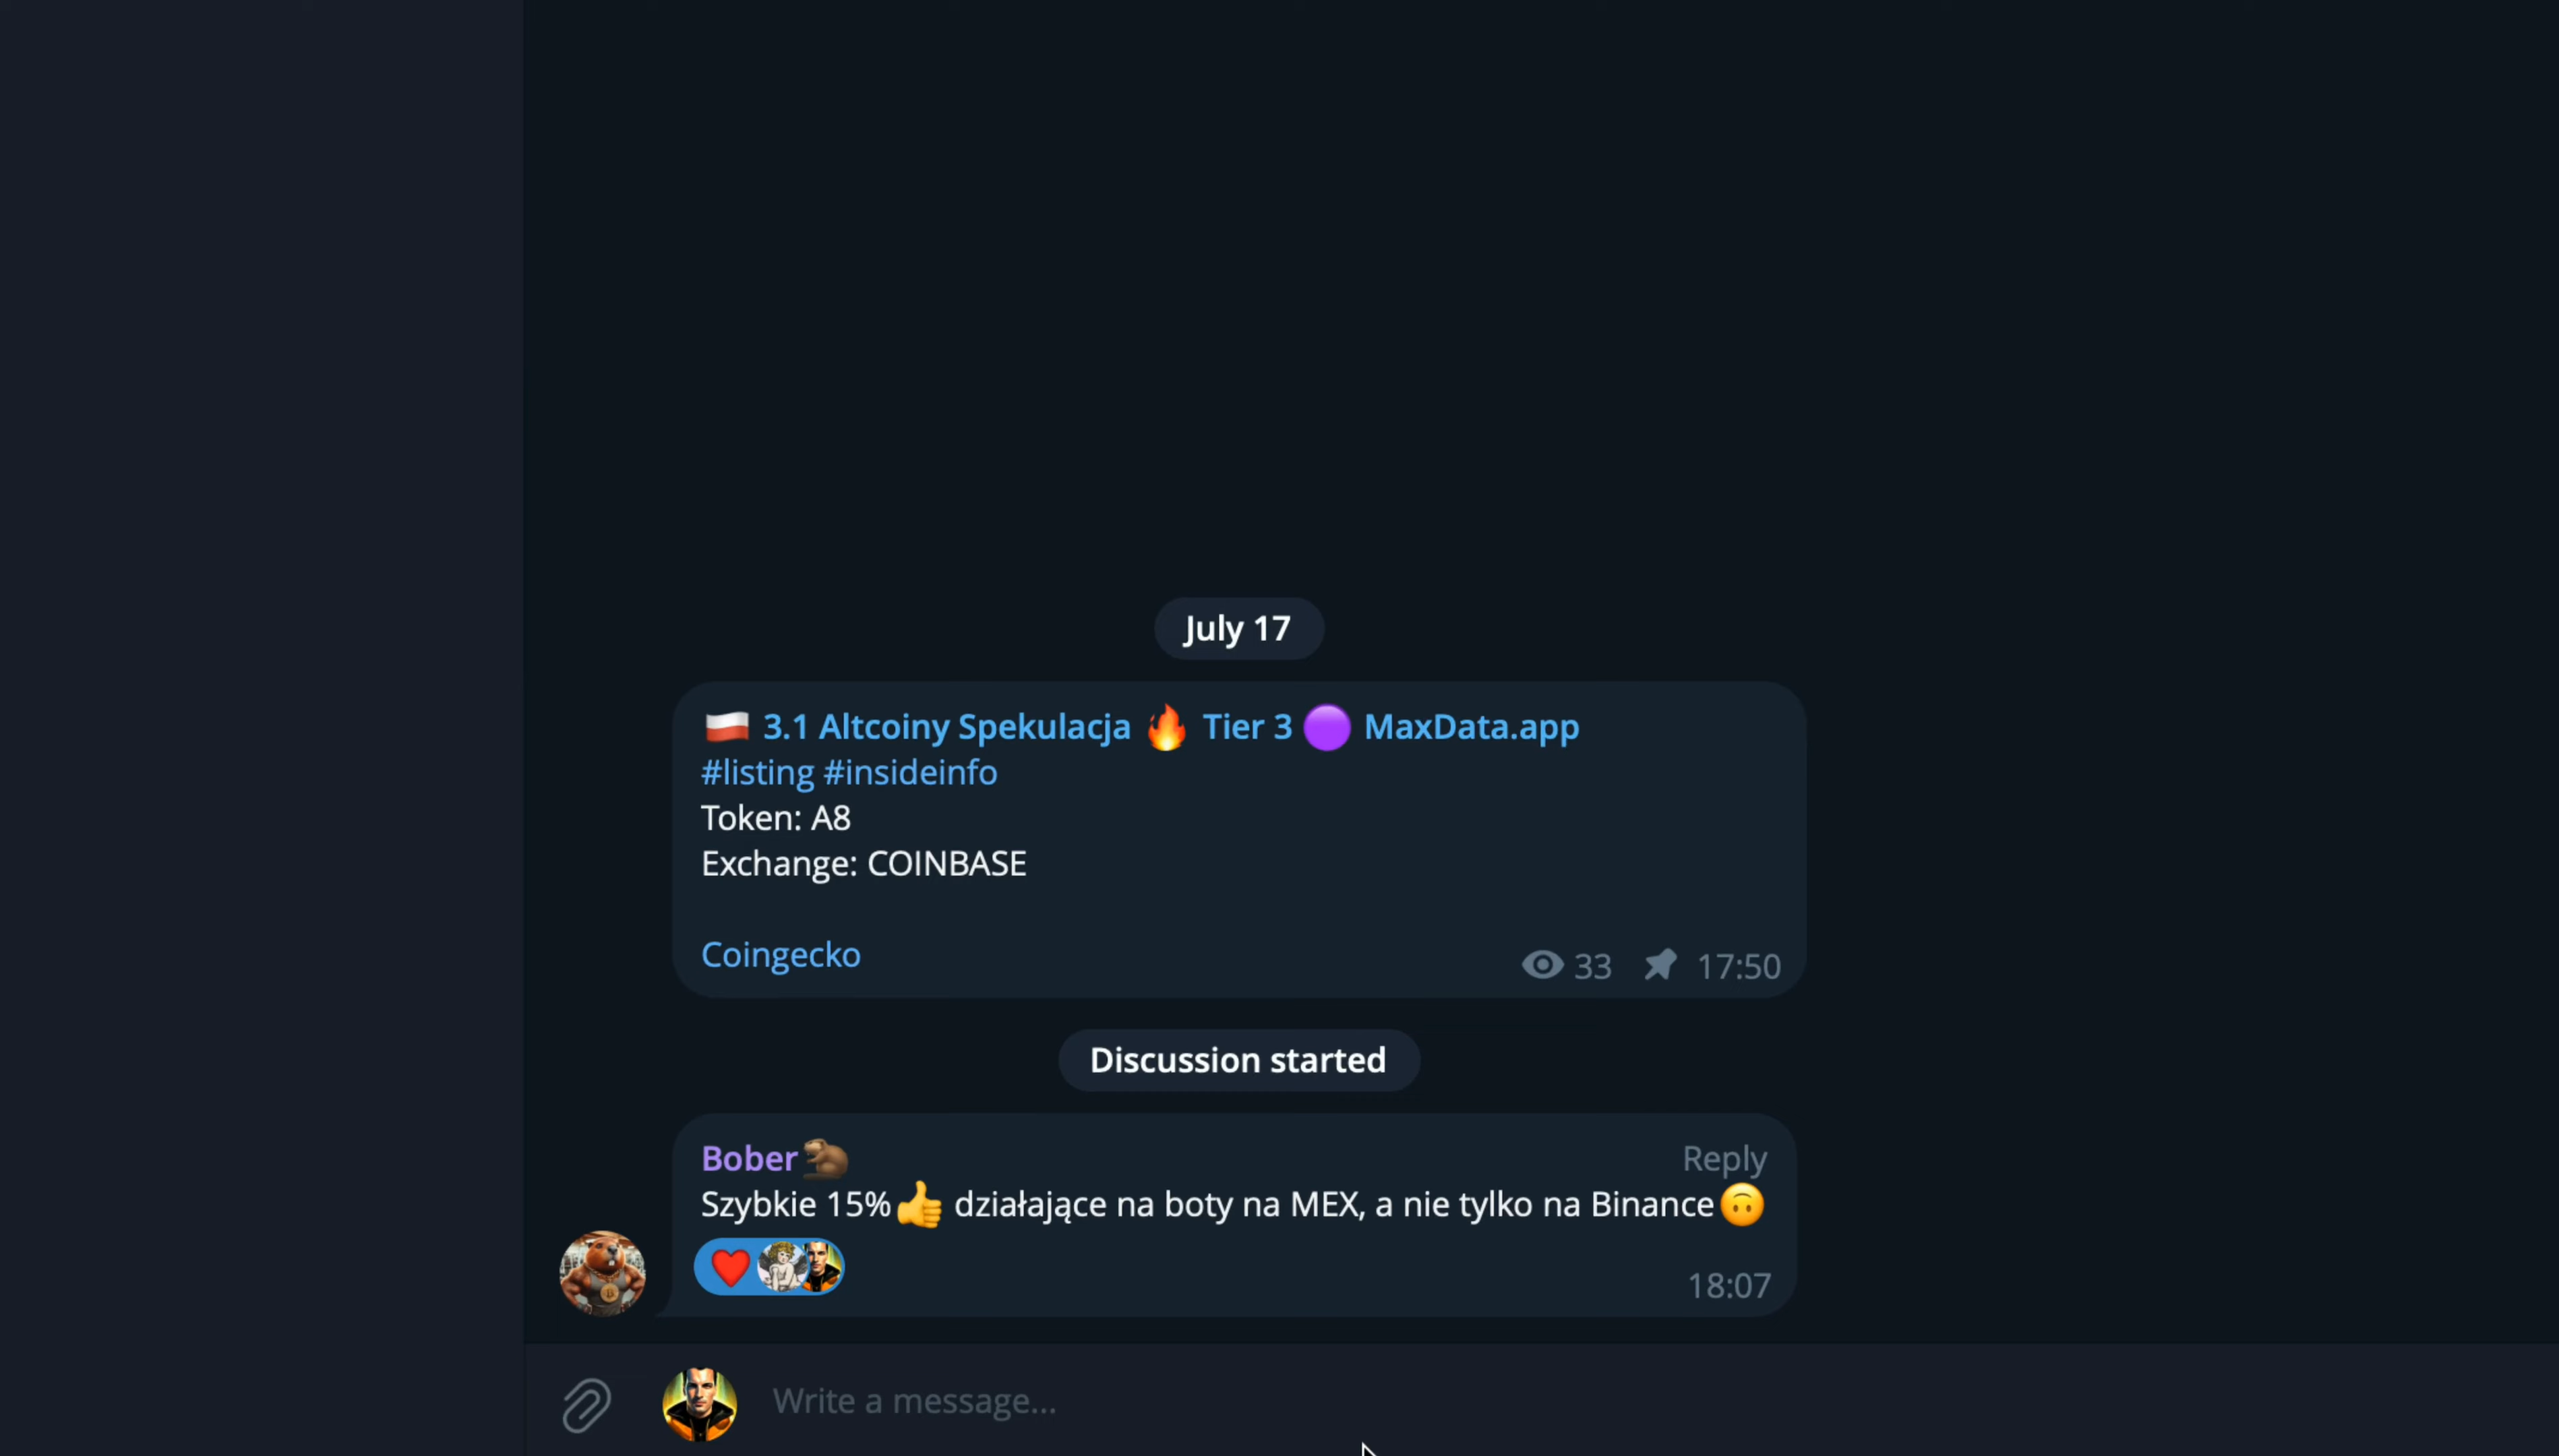 July 17
3.1 Altcoiny Spekulacja 🔥 Tier 3 🟣 MaxData.app
#listing #insideinfo
Token: A8
Exchange: COINBASE
Coingecko
33 17:50
Discussion started
Bober🦫 Reply
Szybkie 15%👍 działające na boty na MEX, a nie tylko na Binance🙃
18:07
Write a message...